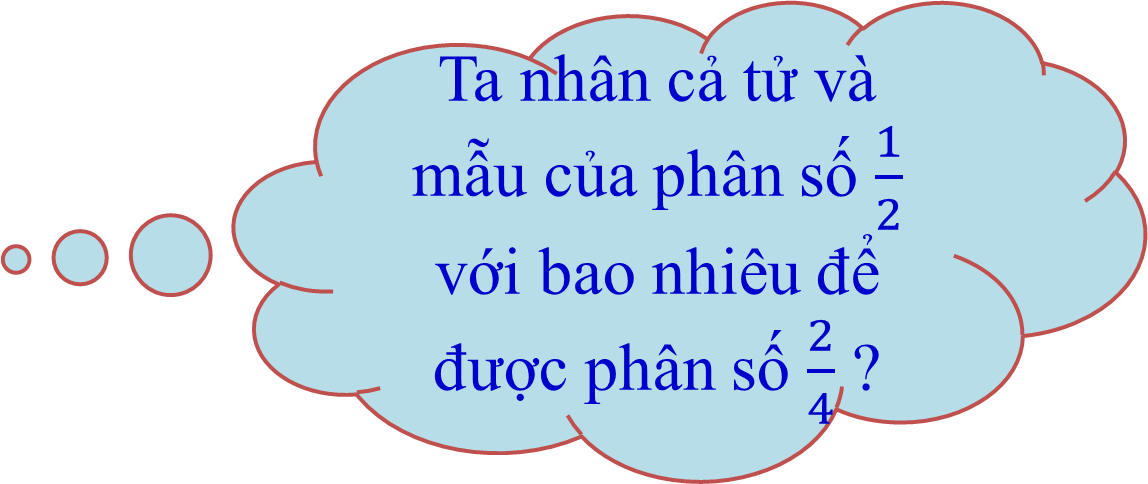 Ta nhân cả tử và
mẫu của phân số 1/2
với bao nhiêu để
được phân số 2/4 ?